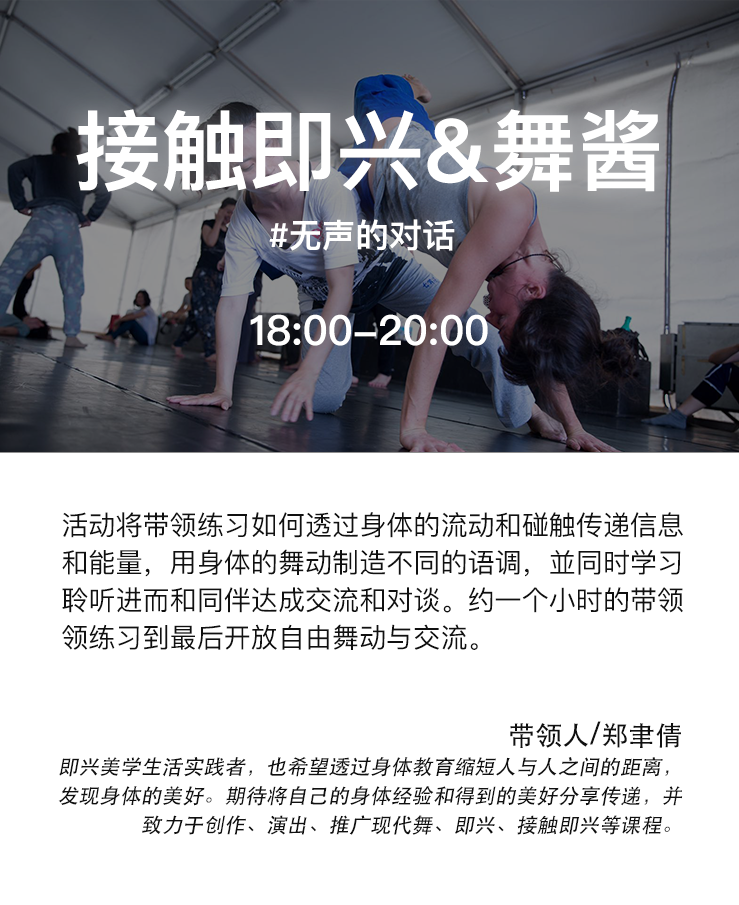 接触即兴&舞酱
#无声的对话
18:00–20:00
活动将带领练习如何透过身体的流动和碰触传递信息
和能量，用身体的舞动制造不同的语调，並同时学习
聆听进而和同伴达成交流和对谈。约一个小时的带领
领练习到最后开放自由舞动与交流。
带领人/郑聿倩
即兴美学生活实践者，也希望透过身体教育缩短人与人之间的距离，
发现身体的美好。期待将自己的身体经验和得到的美好分享传递，并
致力于创作、演出、推广现代舞、即兴、接触即兴等课程。